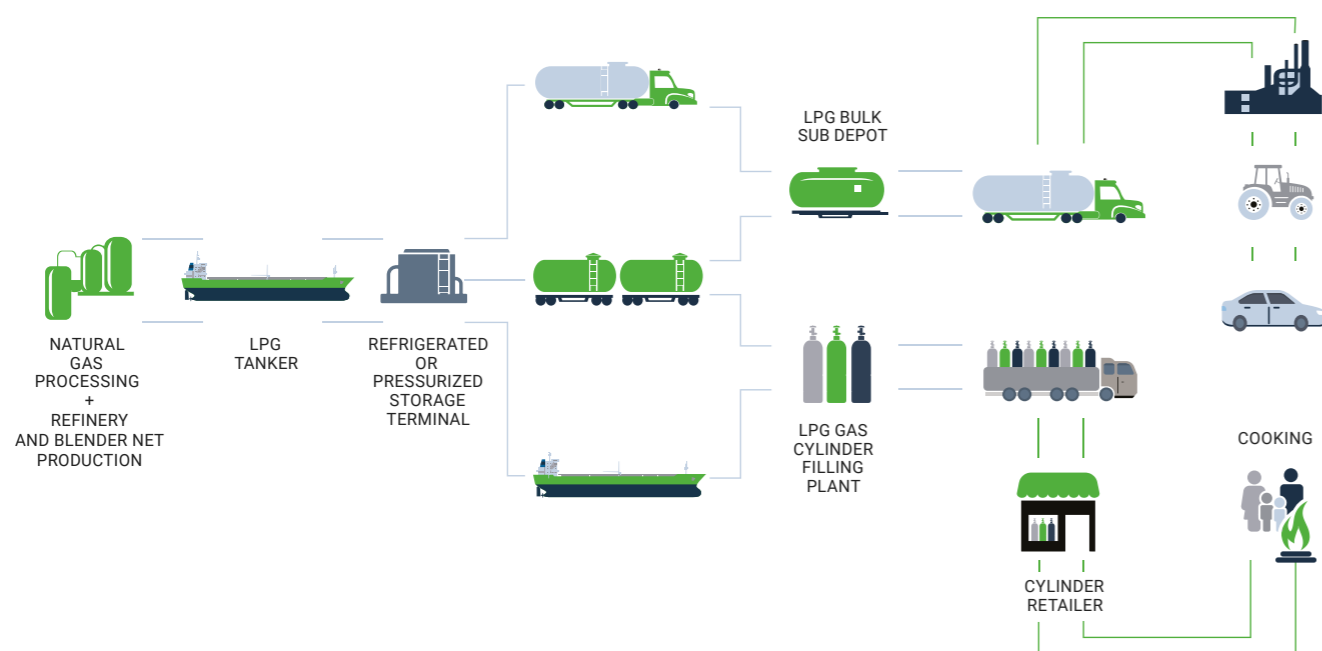 LPG BULK
SUB DEPOT
NATURAL
GAS
PROCESSING
+
REFINERY
AND BLENDER NET
PRODUCTION
LPG
TANKER
REFRIGERATED
OR
PRESSURIZED
STORAGE
TERMINAL
LPG GAS
CYLINDER
FILLING
PLANT
COOKING
CYLINDER
RETAILER